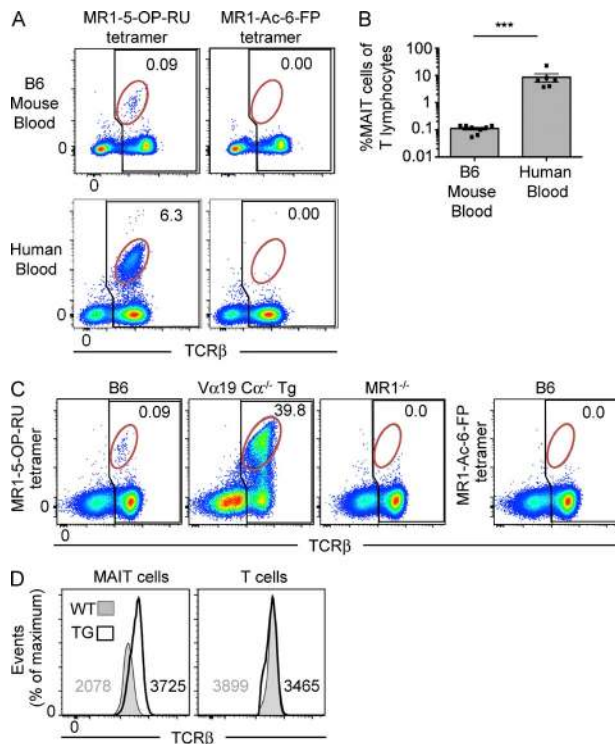 A
MR1-5-OP-RU tetramer
MR1-Ac-6-FP tetramer
B6 Mouse Blood
0.09
0.00
0
0
Human Blood
6.3
0.00
0
0
TCRβ
B
***
%MAIT cells of T lymphocytes
100
10
1
0.1
0.01
B6 Mouse Blood
Human Blood
C
B6
Vα19 Cα⁻/⁻ Tg
MR1⁻/⁻
B6
MR1-5-OP-RU tetramer
0.09
39.8
0.0
MR1-Ac-6-FP tetramer
0.0
0
0
0
TCRβ
D
MAIT cells
T cells
Events (% of maximum)
WT
TG
2078
3725
3899
3465
0
0
TCRβ